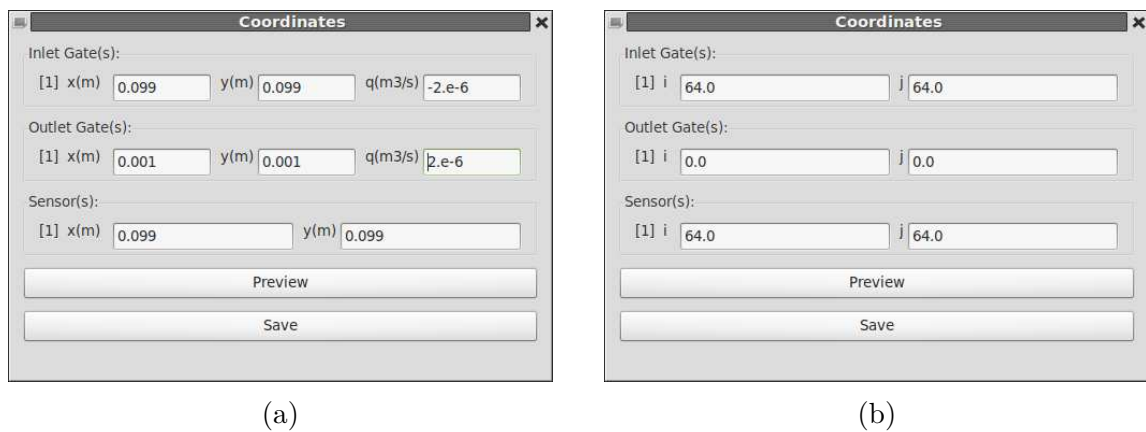 Coordinates
Inlet Gate(s):
[1] x(m) 0.099 y(m) 0.099 q(m3/s) -2.e-6
Outlet Gate(s):
[1] x(m) 0.001 y(m) 0.001 q(m3/s) 2.e-6
Sensor(s):
[1] x(m) 0.099 y(m) 0.099
Preview
Save
(a)
Coordinates
Inlet Gate(s):
[1] i 64.0 j 64.0
Outlet Gate(s):
[1] i 0.0 j 0.0
Sensor(s):
[1] i 64.0 j 64.0
Preview
Save
(b)